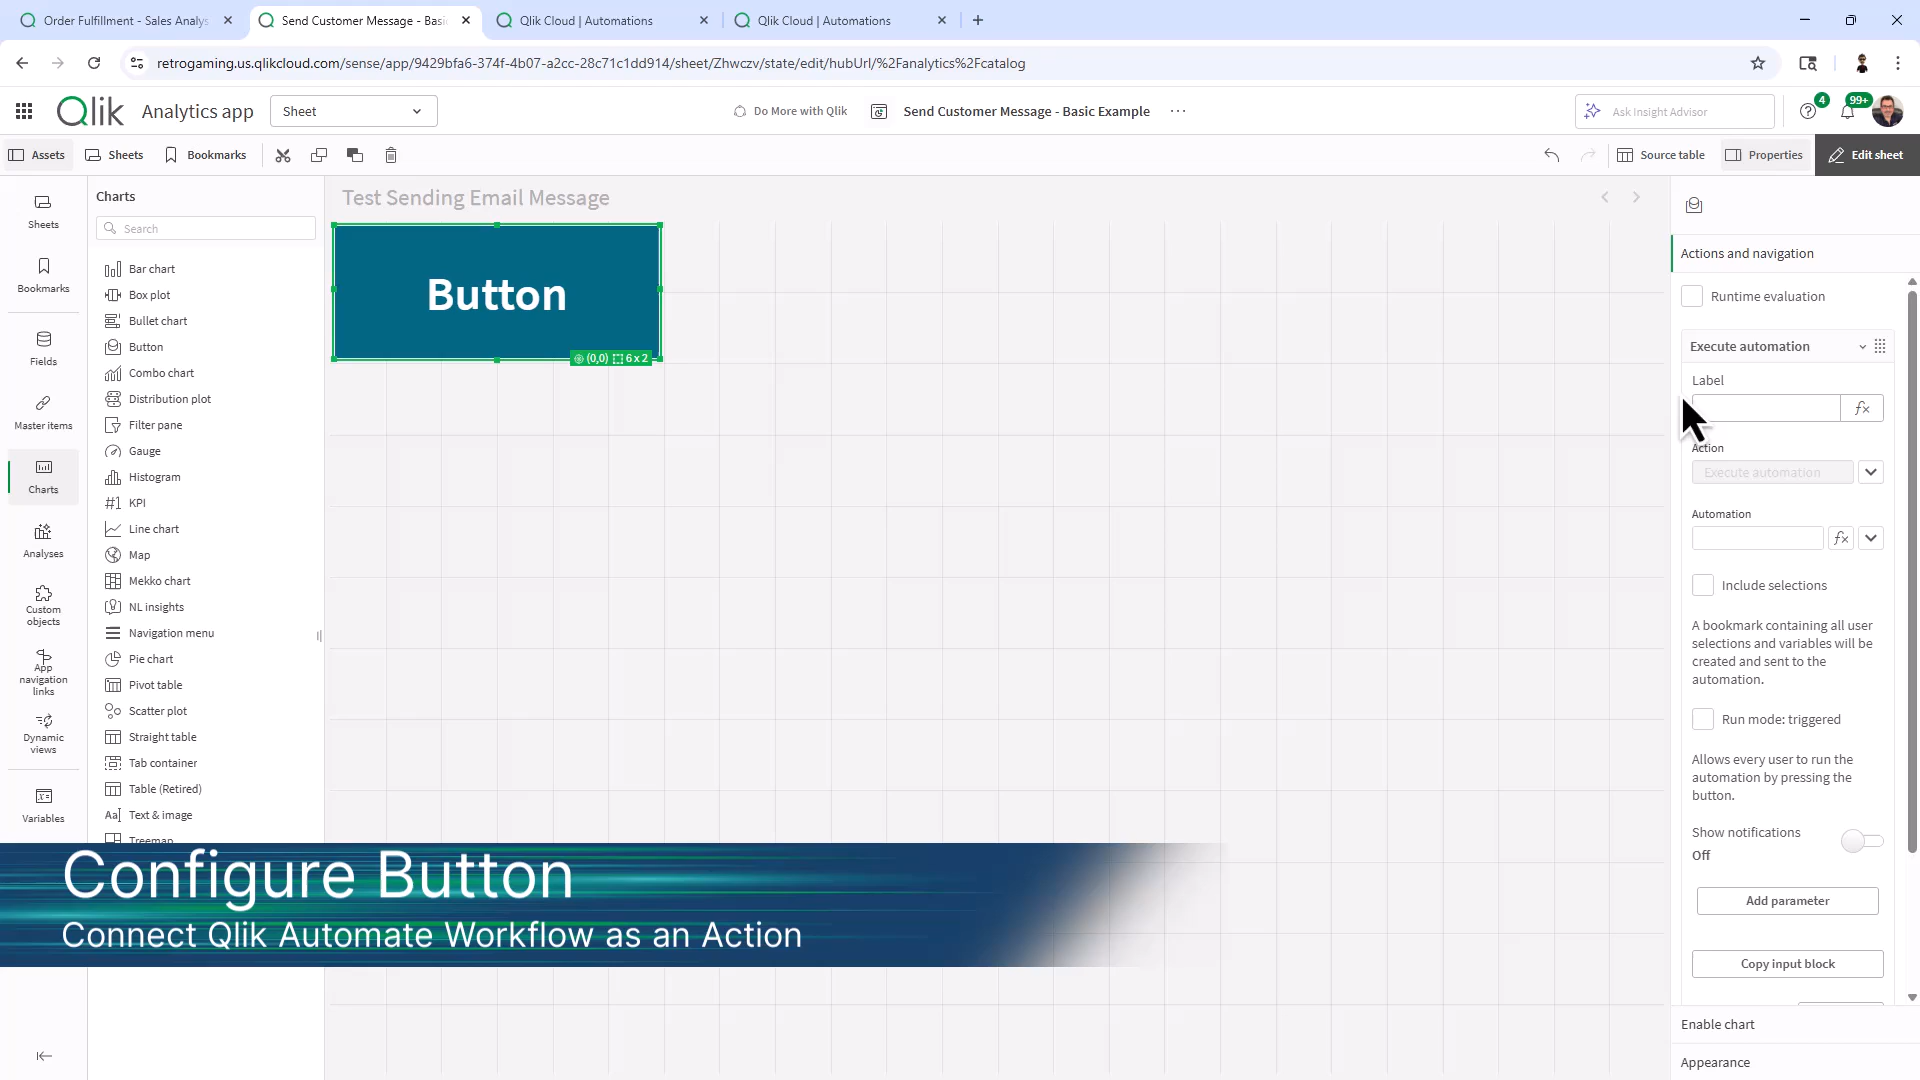 Order Fulfillment - Sales Analys
Send Customer Message - Basi
Qlik Cloud | Automations
Qlik Cloud | Automations
retrogaming.us.qlikcloud.com/sense/app/9429bfa6-374f-4b07-a2cc-28c71c1dd914/sheet/Zhwczv/state/edit/hubUrl/%2Fanalytics%2Fcatalog
Qlik
Analytics app
Sheet
Do More with Qlik
Send Customer Message - Basic Example
Ask Insight Advisor
4
99+
Assets
Sheets
Bookmarks
Source table
Properties
Edit sheet
Sheets
Bookmarks
Fields
Master items
Charts
Analyses
Custom
objects
App
navigation
links
Dynamic
views
Variables
Charts
Search
Bar chart
Box plot
Bullet chart
Button
Combo chart
Distribution plot
Filter pane
Gauge
Histogram
#1 KPI
Line chart
Map
Mekko chart
NL insights
Navigation menu
Pie chart
Pivot table
Scatter plot
Straight table
Tab container
Table (Retired)
Aa Text & image
Treemap
Test Sending Email Message
Button
(0,0) 6 x 2
Actions and navigation
Runtime evaluation
Execute automation
Label
fx
Action
Execute automation
Automation
fx
Include selections
A bookmark containing all user
selections and variables will be
created and sent to the
automation.
Run mode: triggered
Allows every user to run the
automation by pressing the
button.
Show notifications
Off
Add parameter
Copy input block
Enable chart
Appearance
Configure Button
Connect Qlik Automate Workflow as an Action